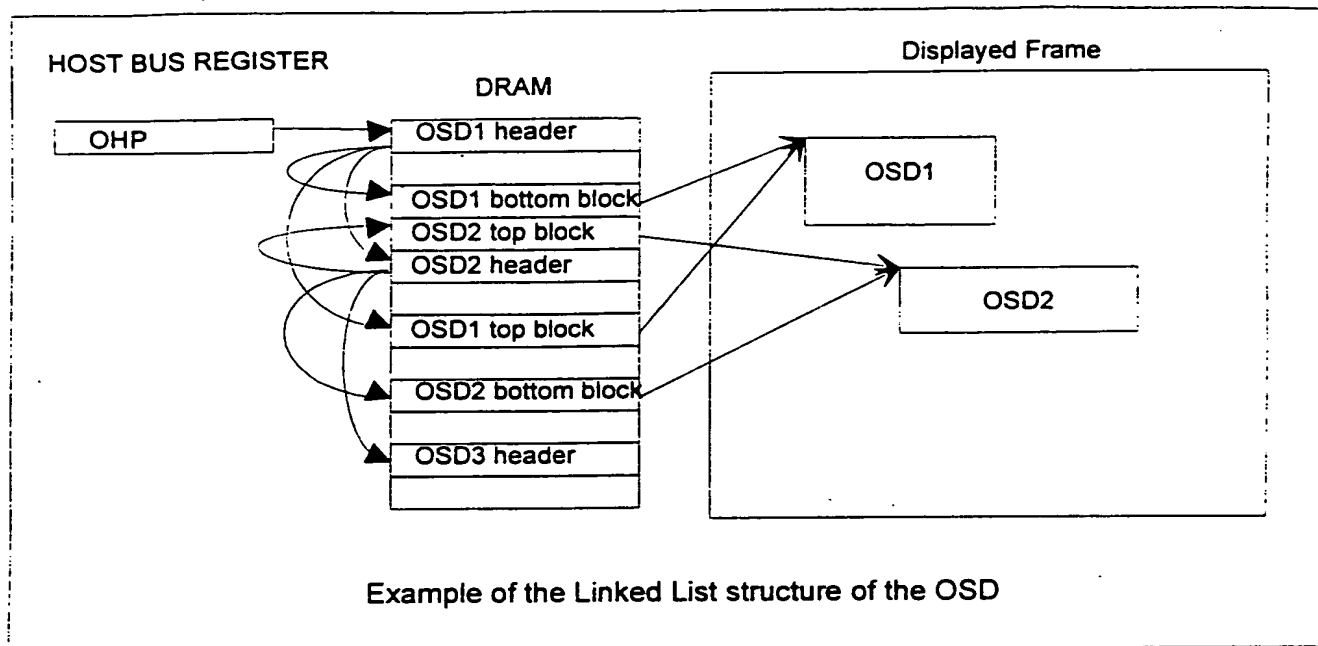 HOST BUS REGISTER
OHP
DRAM
OSD1 header
OSD1 bottom block
OSD2 top block
OSD2 header
OSD1 top block
OSD2 bottom block
OSD3 header
Displayed Frame
OSD1
OSD2
Example of the Linked List structure of the OSD